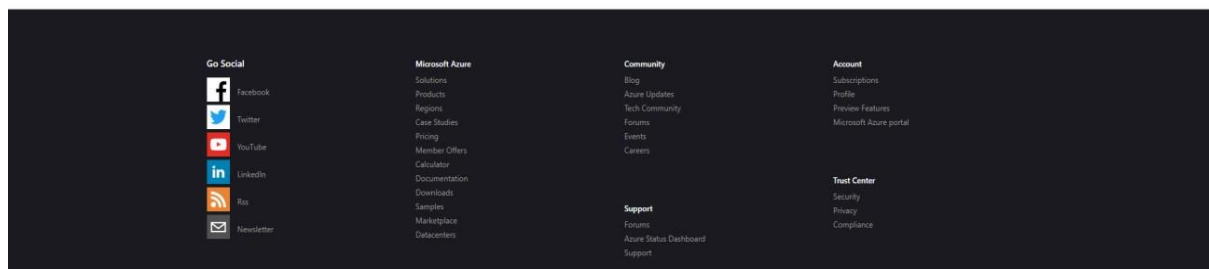 Go Social
Facebook
Twitter
YouTube
LinkedIn
Rss
Newsletter
Microsoft Azure
Solutions
Products
Regions
Case Studies
Pricing
Member Offers
Calculator
Documentation
Downloads
Samples
Marketplace
Datacenters
Community
Blog
Azure Updates
Tech Community
Forums
Events
Careers
Support
Forums
Azure Status Dashboard
Support
Account
Subscriptions
Profile
Preview Features
Microsoft Azure portal
Trust Center
Security
Privacy
Compliance